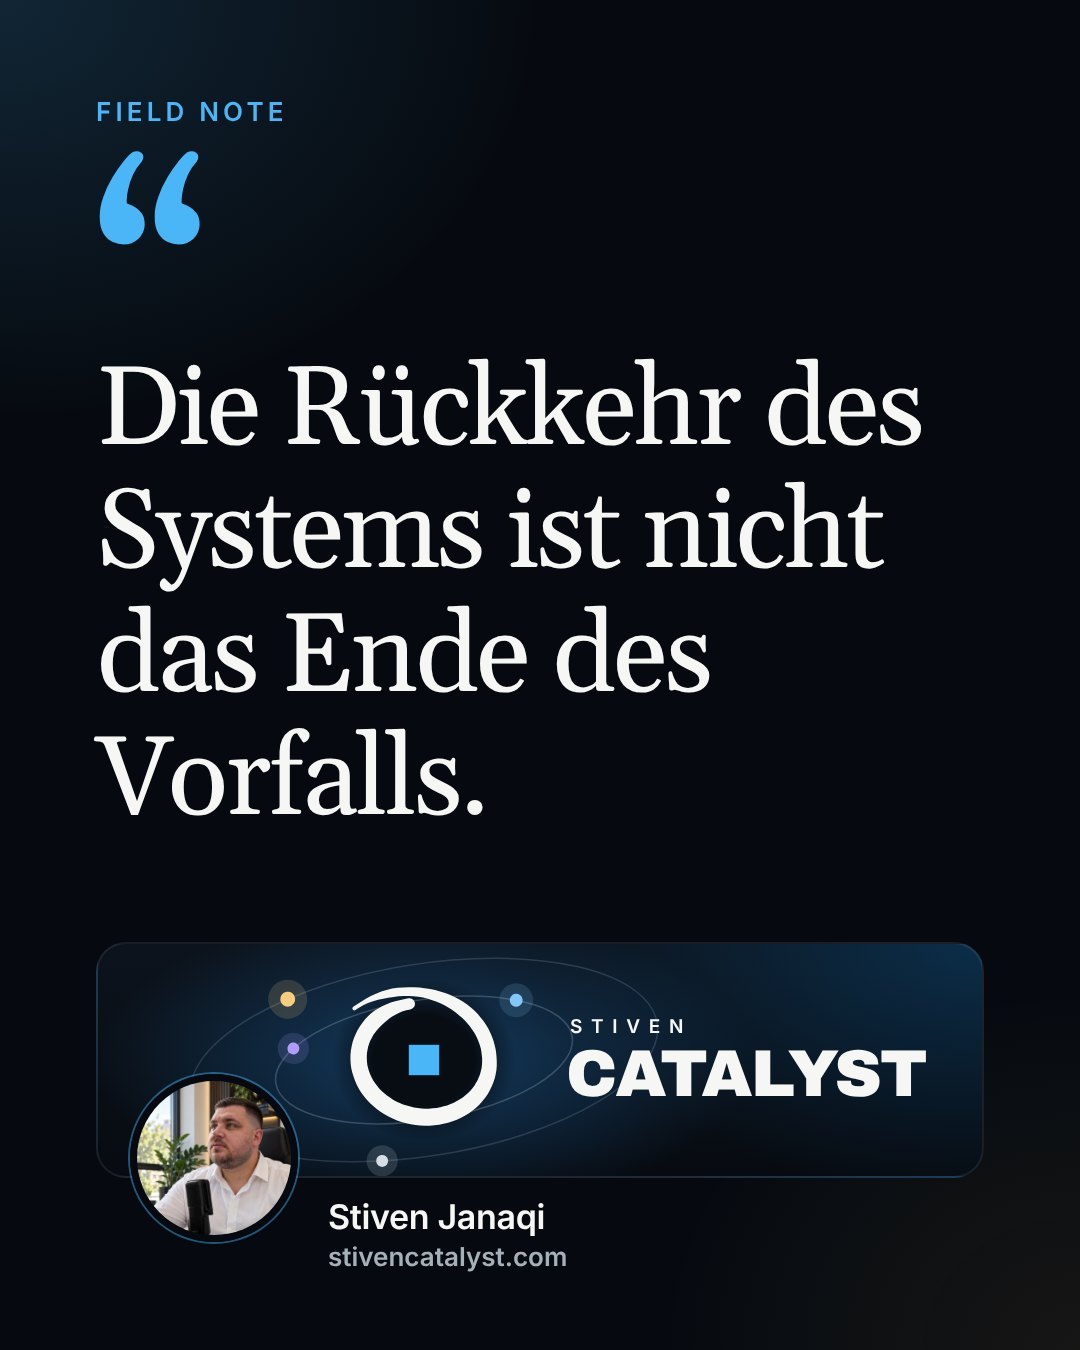 FIELD NOTE
“
Die Rückkehr des
Systems ist nicht
das Ende des
Vorfalls.
STIVEN
CATALYST
Stiven Janaqi
stivencatalyst.com